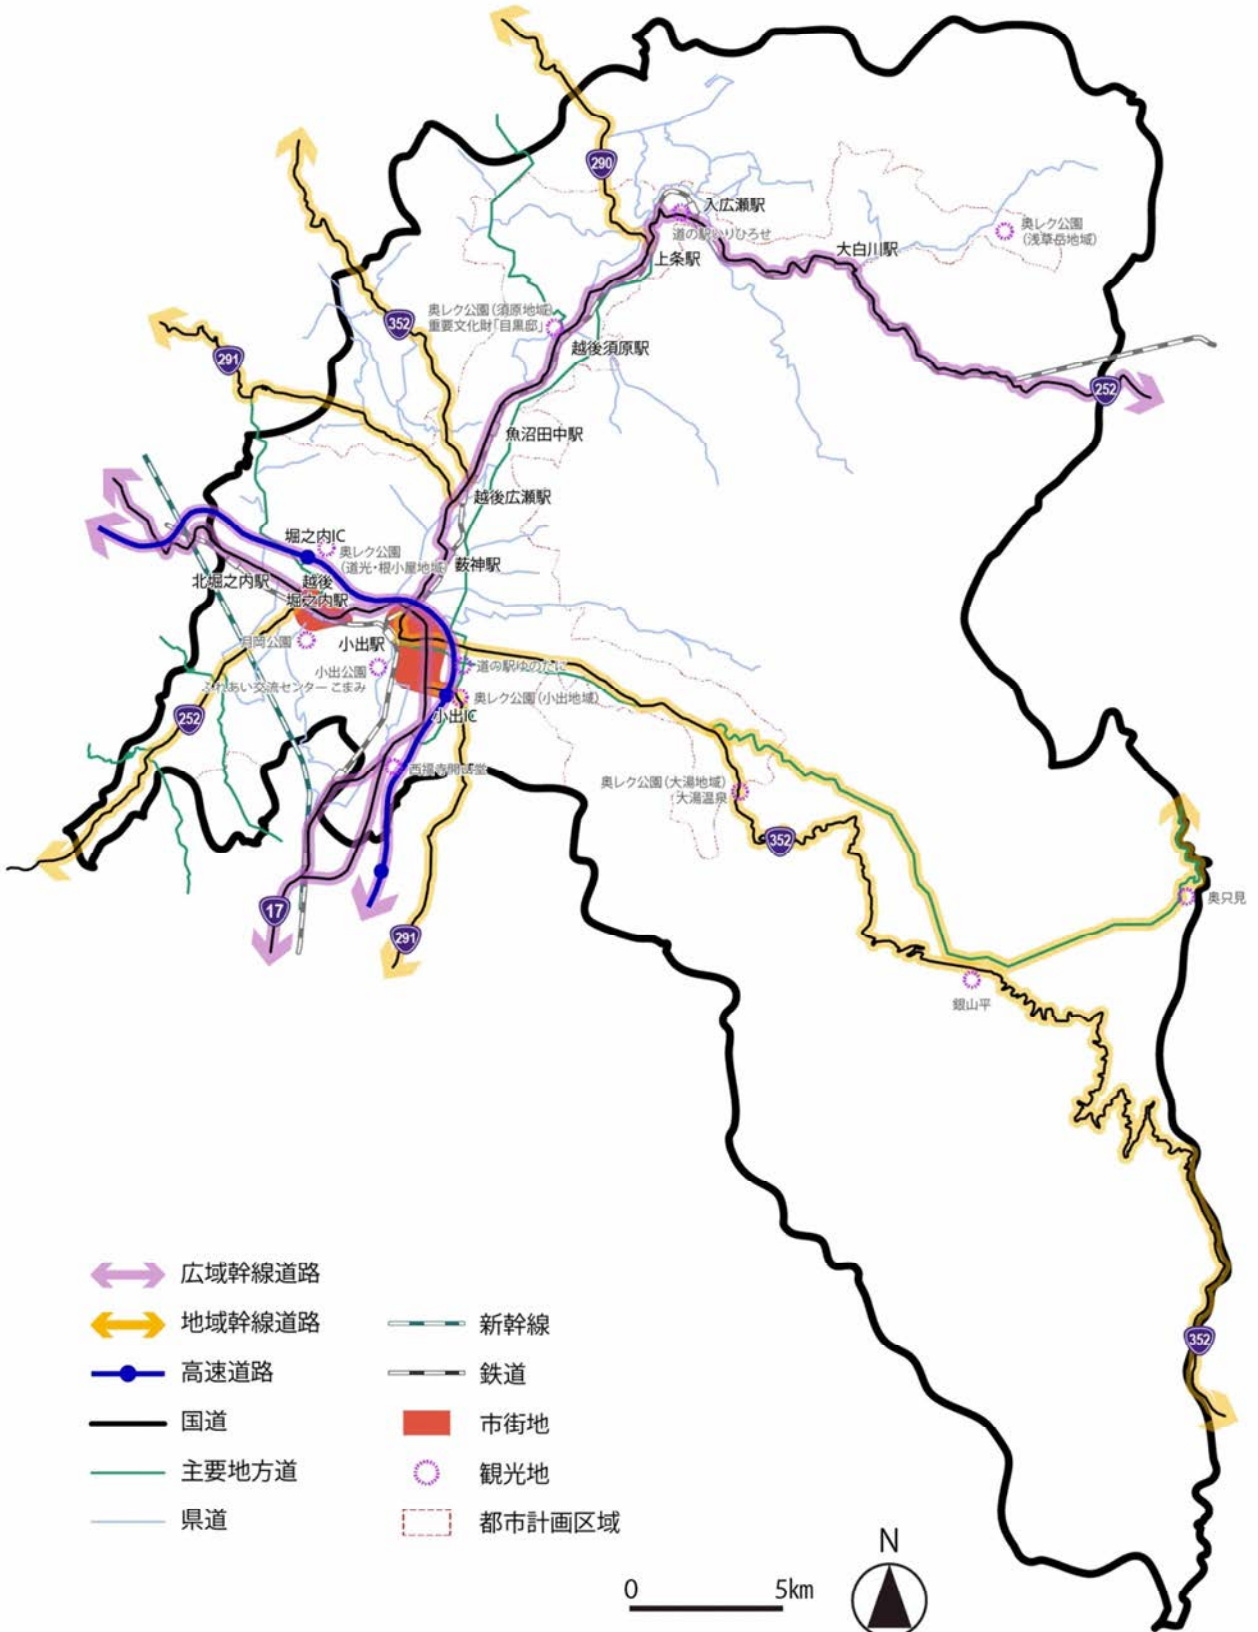 290
入広瀬駅
道の駅いりひろせ
奥レク公園
(浅草岳地域)
大白川駅
上条駅
奥レク公園(須原地域)
重要文化財「目黒邸」
352
越後須原駅
291
252
魚沼田中駅
越後広瀬駅
堀之内IC
奥レク公園
(道光・根小屋地域)
薮神駅
北堀之内駅
越後
堀之内駅
月岡公園
小出駅
小出公園
ふれあい交流センター こまみ
道の駅ゆのたに
奥レク公園(小出地域)
小出IC
252
西福寺開山堂
奥レク公園(大湯地域)
大湯温泉
352
奥只見
17
291
銀山平
352
広域幹線道路
地域幹線道路
高速道路
国道
主要地方道
県道
新幹線
鉄道
市街地
観光地
都市計画区域
0 5km
N